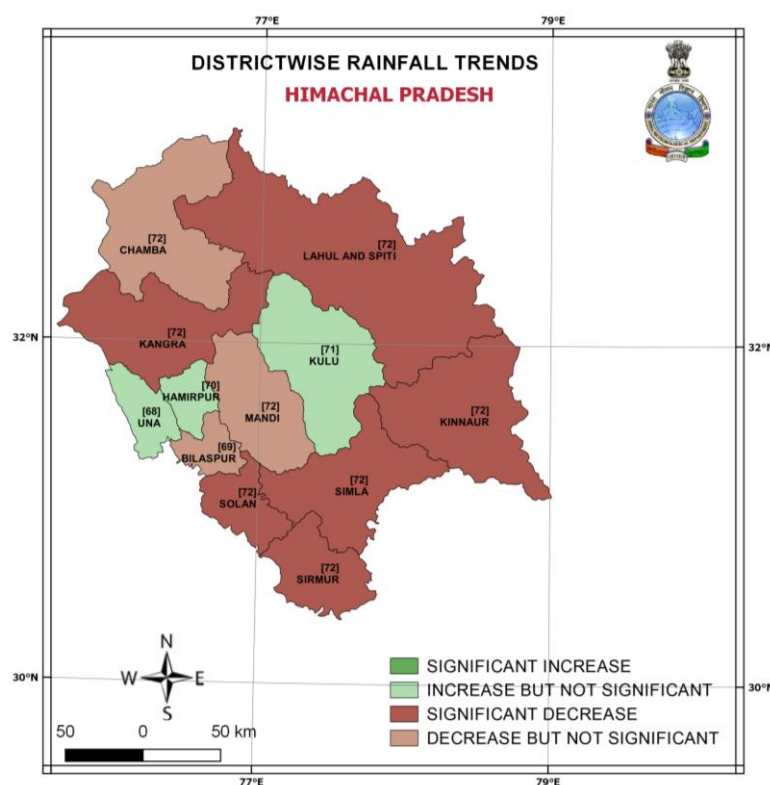 77°E 79°E
DISTRICTWISE RAINFALL TRENDS
HIMACHAL PRADESH
[72]
CHAMBA
[72]
LAHUL AND SPITI
32°N
32°N
[72]
KANGRA
[71]
KULU
[70]
HAMIRPUR
[68]
UNA
[72]
MANDI
[72]
KINNAUR
[69]
BILASPUR
[72]
SOLAN
[72]
SIMLA
[72]
SIRMUR
N
W E
S
30°N
30°N
SIGNIFICANT INCREASE
INCREASE BUT NOT SIGNIFICANT
SIGNIFICANT DECREASE
DECREASE BUT NOT SIGNIFICANT
50 0 50 km
77°E 79°E